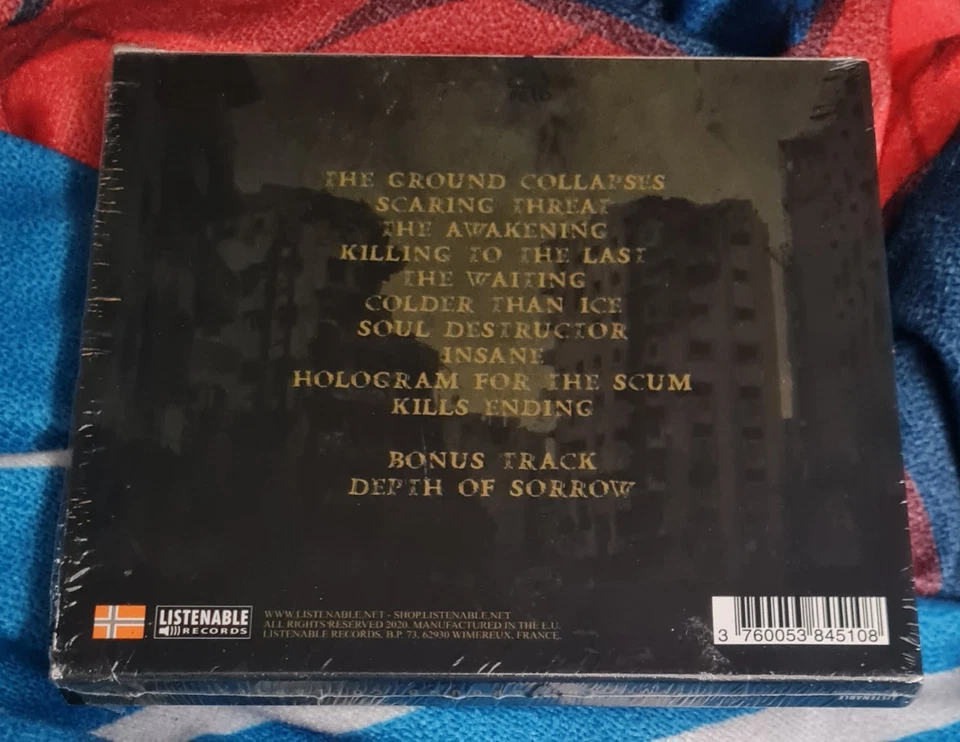 THE GROUND COLLAPSES
SCARING THREAT
THE AWAKENING
KILLING TO THE LAST
THE WAITING
COLDER THAN ICE
SOUL DESTRUCTOR
INSANE
HOLOGRAM FOR THE SCUM
KILLS ENDING
BONUS TRACK
DEPTH OF SORROW
LISTENABLE
RECORDS
WWW.LISTENABLE.NET - SHOP.LISTENABLE.NET
ALL RIGHTS RESERVED 2020. MANUFACTURED IN THE E.U.
LISTENABLE RECORDS. B.P. 73, 62930 WIMEREUX, FRANCE.
3 760053 845108
LISTENABLE